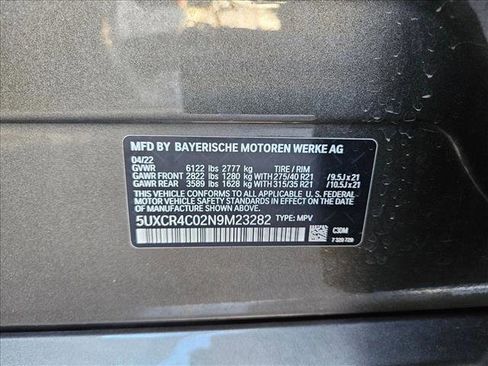 MFD BY BAYERISCHE MOTOREN WERKE AG
04/22
GVWR 6122 lbs 2777 kg TIRE / RIM
GAWR FRONT 2822 lbs 1280 kg WITH 275/40 R21 /9.5J x 21
GAWR REAR 3589 lbs 1628 kg WITH 315/35 R21 /10.5J x 21
THIS VEHICLE CONFORMS TO ALL APPLICABLE U.S. FEDERAL MOTOR
VEHICLE SAFETY STANDARDS IN EFFECT ON THE DATE OF MANUFACTURE SHOWN ABOVE.
5UXCR4C02N9M23282 TYPE: MPV
C3DM